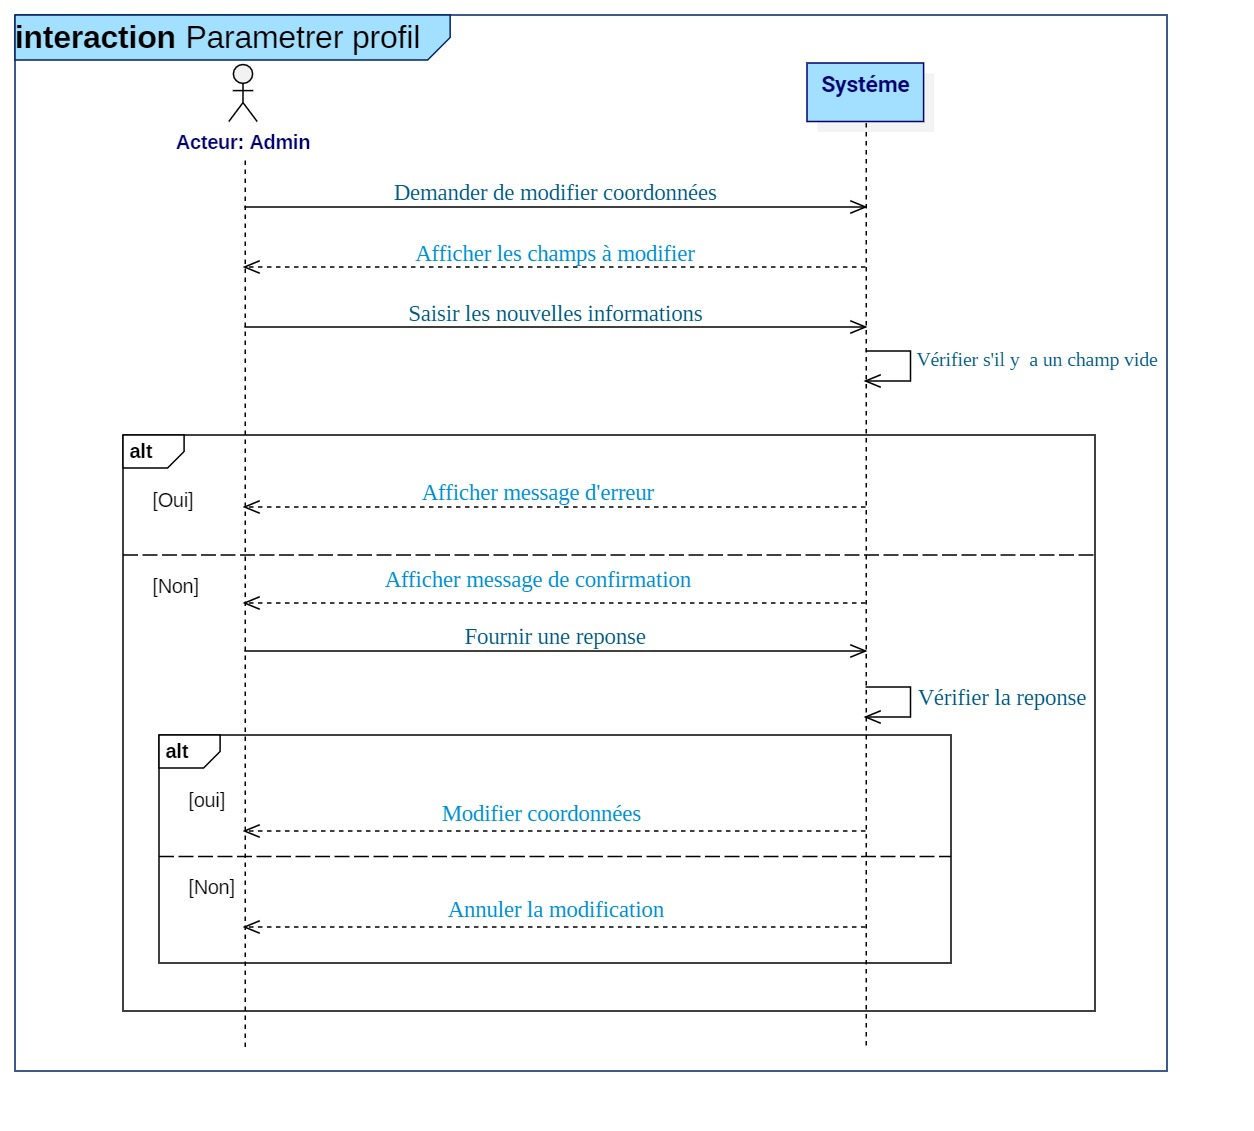 interaction Parametrer profil
Acteur: Admin
Systéme
Demander de modifier coordonnées
Afficher les champs à modifier
Saisir les nouvelles informations
Vérifier s'il y  a un champ vide
alt
[Oui]
Afficher message d'erreur
[Non]
Afficher message de confirmation
Fournir une reponse
Vérifier la reponse
alt
[oui]
Modifier coordonnées
[Non]
Annuler la modification